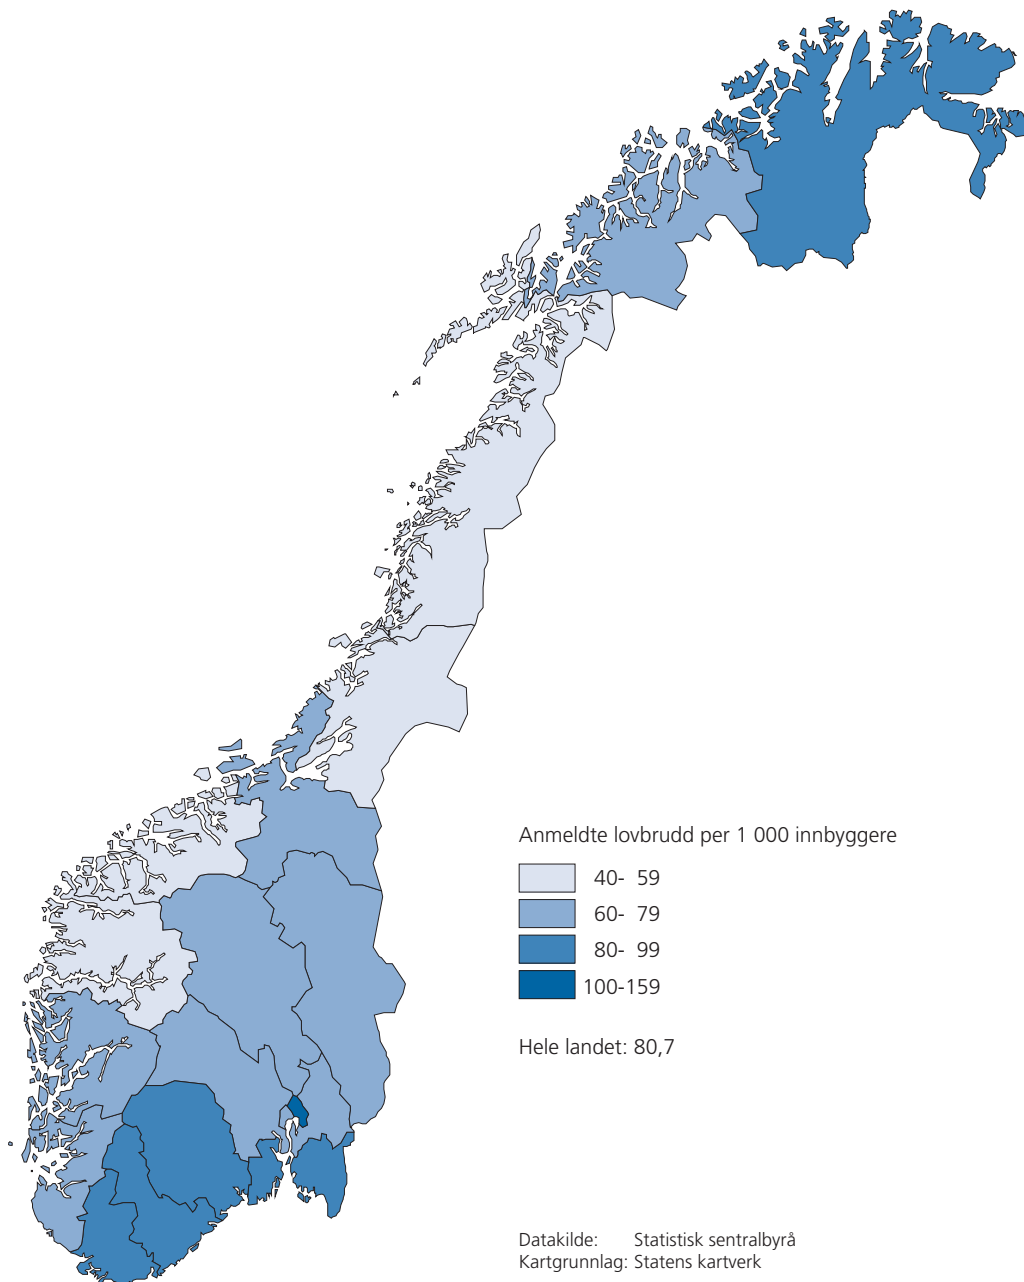 Anmeldte lovbrudd per 1 000 innbyggere
40- 59
60- 79
80- 99
100-159
Hele landet: 80,7
Datakilde: Statistisk sentralbyrå
Kartgrunnlag: Statens kartverk